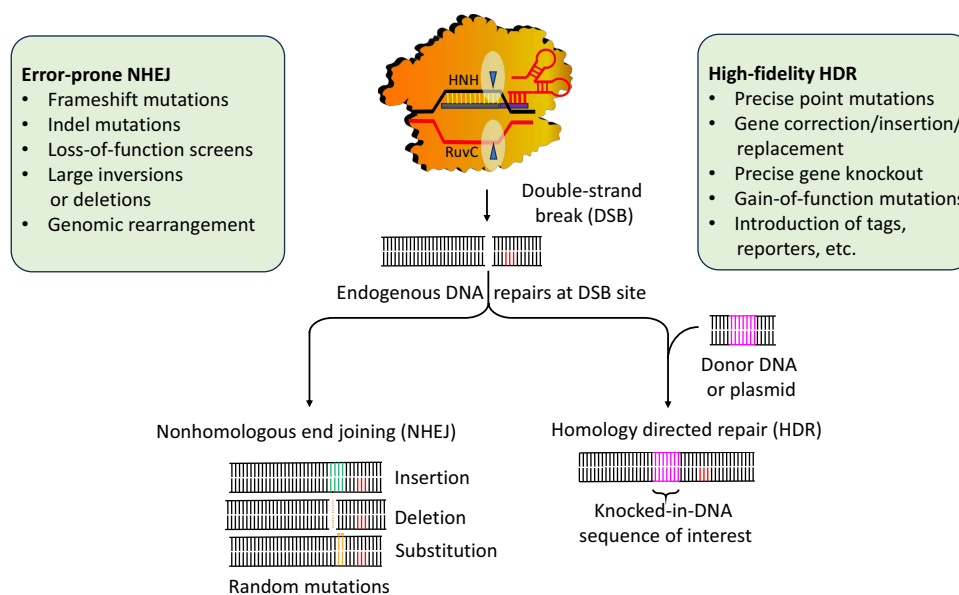 Error-prone NHEJ
• Frameshift mutations
• Indel mutations
• Loss-of-function screens
• Large inversions
or deletions
• Genomic rearrangement
HNH
RuvC
High-fidelity HDR
• Precise point mutations
• Gene correction/insertion/
replacement
• Precise gene knockout
• Gain-of-function mutations
• Introduction of tags,
reporters, etc.
Double-strand
break (DSB)
Endogenous DNA repairs at DSB site
Donor DNA
or plasmid
Nonhomologous end joining (NHEJ)
Insertion
Deletion
Substitution
Random mutations
Homology directed repair (HDR)
Knocked-in-DNA
sequence of interest